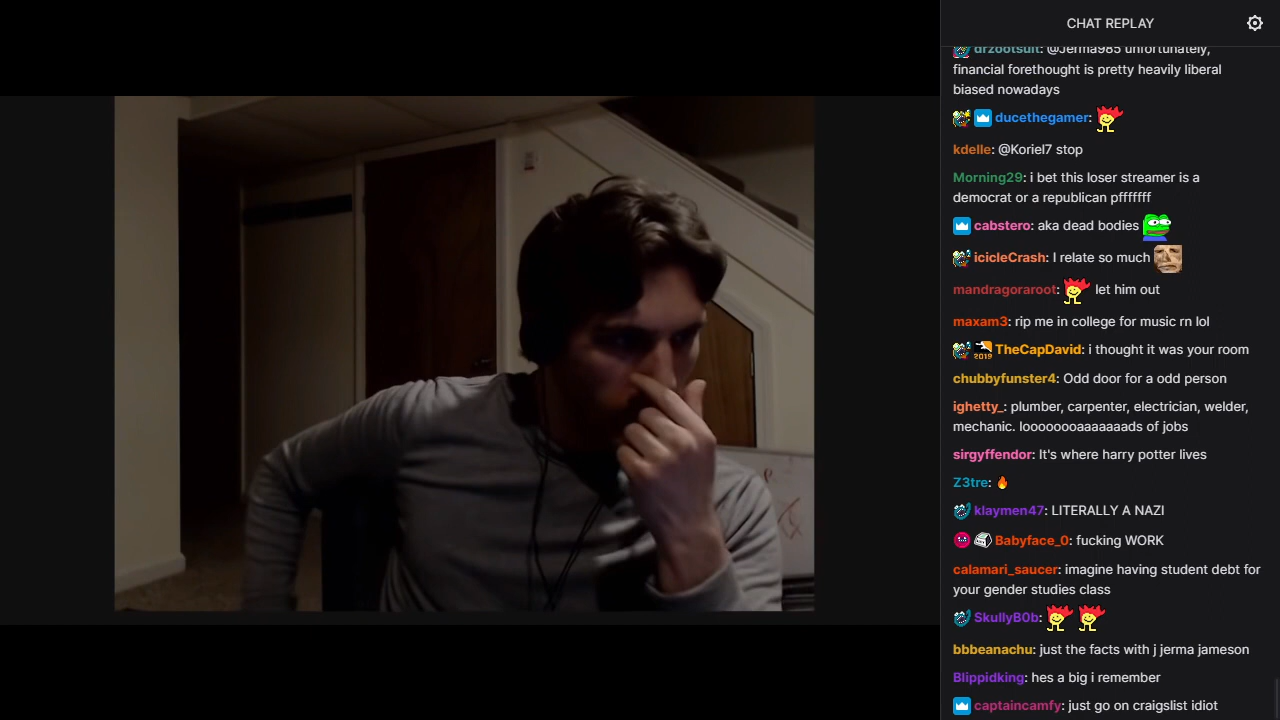 CHAT REPLAY
drzootsuit: @Jerma985 unfortunately,
financial forethought is pretty heavily liberal
biased nowadays
ducethegamer:
kdelle: @Koriel7 stop
Morning29: i bet this loser streamer is a
democrat or a republican pfffffff
cabstero: aka dead bodies
icicleCrash: I relate so much
mandragoraroot: let him out
maxam3: rip me in college for music rn lol
2019 TheCapDavid: i thought it was your room
chubbyfunster4: Odd door for a odd person
ighetty_: plumber, carpenter, electrician, welder,
mechanic. looooooooaaaaaaads of jobs
sirgyffendor: It's where harry potter lives
Z3tre:
klaymen47: LITERALLY A NAZI
Babyface_0: fucking WORK
calamari_saucer: imagine having student debt for
your gender studies class
SkullyB0b:
bbbeanachu: just the facts with j jerma jameson
Blippidking: hes a big i remember
captaincamfy: just go on craigslist idiot